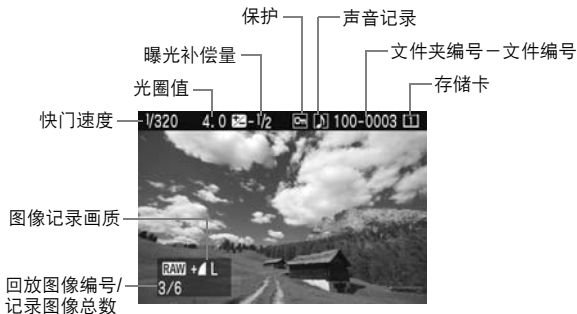 保护
声音记录
曝光补偿量
文件夹编号－文件编号
光圈值
存储卡
快门速度
1/320 4.0 -1/2 100-0003 1
图像记录画质
RAW + L
3/6
回放图像编号/
记录图像总数